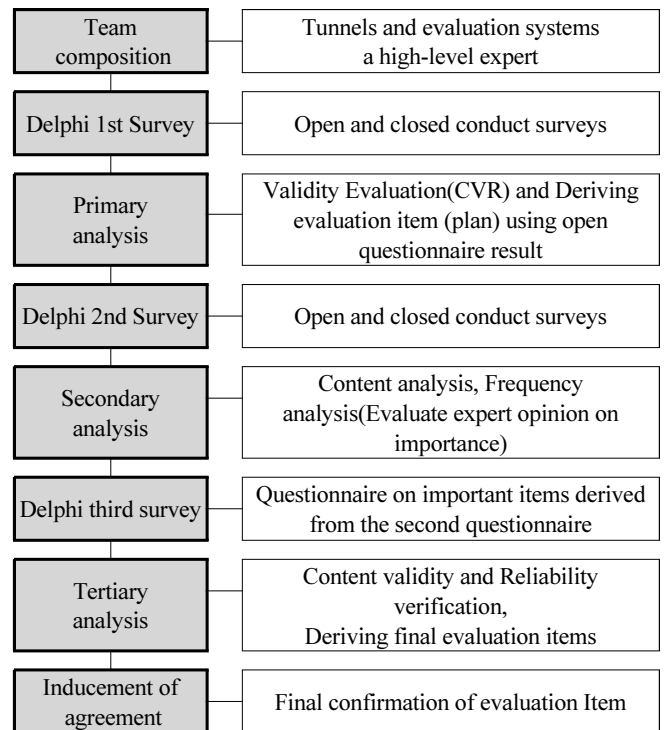 Team
composition
Tunnels and evaluation systems
a high-level expert
Delphi 1st Survey
Open and closed conduct surveys
Primary
analysis
Validity Evaluation(CVR) and Deriving
evaluation item (plan) using open
questionnaire result
Delphi 2nd Survey
Open and closed conduct surveys
Secondary
analysis
Content analysis, Frequency
analysis(Evaluate expert opinion on
importance)
Delphi third survey
Questionnaire on important items derived
from the second questionnaire
Tertiary
analysis
Content validity and Reliability
verification,
Deriving final evaluation items
Inducement of
agreement
Final confirmation of evaluation Item